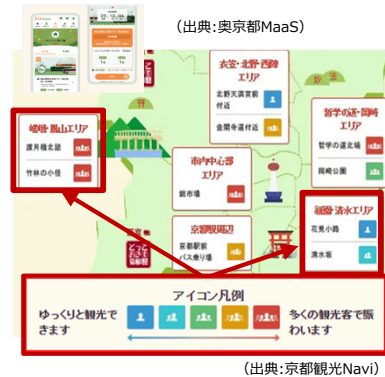 (出典:奥京都MaaS)
衣笠・北野・西陣
エリア
北野天満宮前
付近
金閣寺道付近
嵯峨・嵐山エリア
渡月橋北詰
竹林の小径
哲学の道・岡崎
エリア
哲学の道北端
岡崎公園
市内中心部
エリア
錦市場
祇園・清水エリア
花見小路
清水坂
京都駅周辺
京都駅前
バス乗り場
アイコン凡例
ゆっくりと観光で
きます
多くの観光客で賑
わいます
(出典:京都観光Navi)